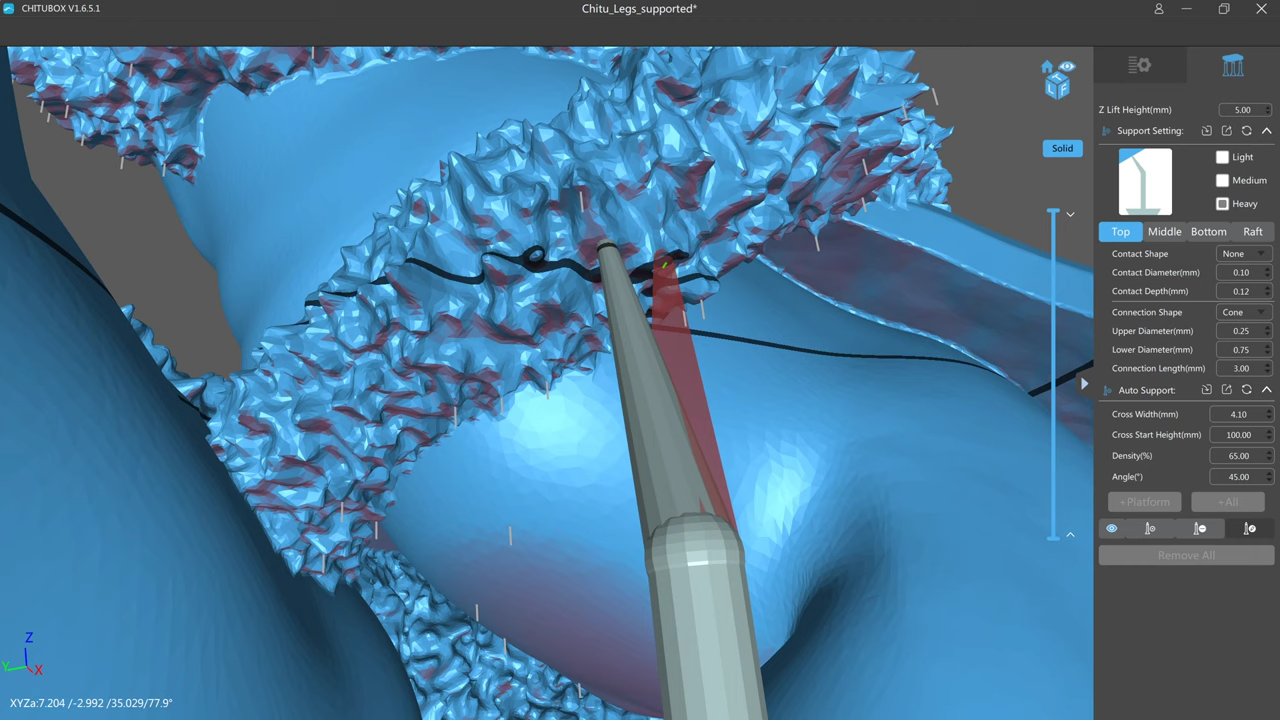 CHITUBOX V1.6.5.1
Chitu_Legs_supported*
Z Lift Height(mm) 5.00
Support Setting:
Light
Medium
Heavy
Top Middle Bottom Raft
Contact Shape None
Contact Diameter(mm) 0.10
Contact Depth(mm) 0.12
Connection Shape Cone
Upper Diameter(mm) 0.25
Lower Diameter(mm) 0.75
Connection Length(mm) 3.00
Auto Support:
Cross Width(mm) 4.10
Cross Start Height(mm) 100.00
Density(%) 65.00
Angle(°) 45.00
+Platform +All
Remove All
Solid
T
L F
Z
Y X
XYZa:7.204 / -2.992 /35.029/77.9°